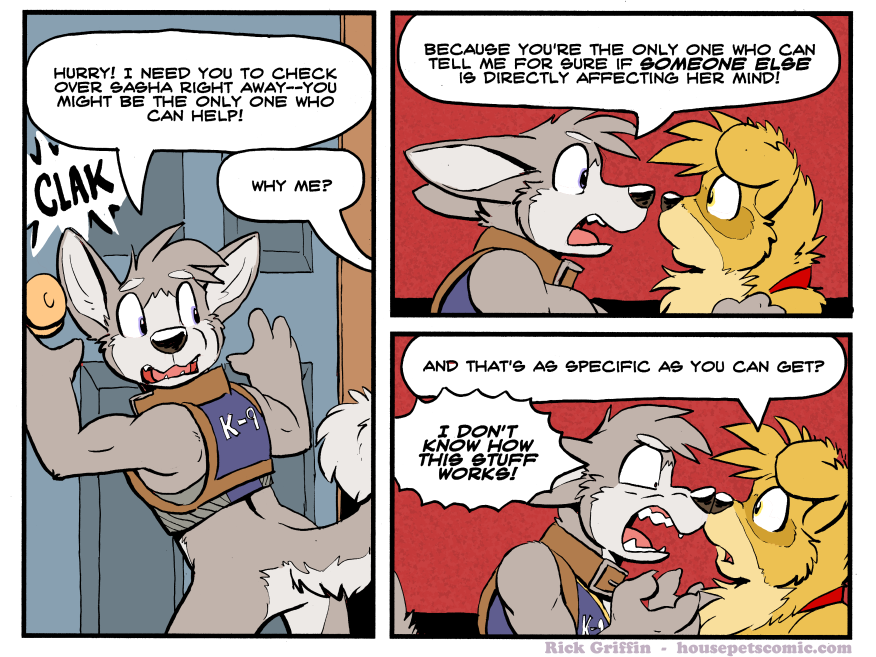 HURRY! I NEED YOU TO CHECK
OVER SASHA RIGHT AWAY--YOU
MIGHT BE THE ONLY ONE WHO
CAN HELP!
CLAK
WHY ME?
K-9
BECAUSE YOU'RE THE ONLY ONE WHO CAN
TELL ME FOR SURE IF SOMEONE ELSE
IS DIRECTLY AFFECTING HER MIND!
AND THAT'S AS SPECIFIC AS YOU CAN GET?
I DON'T
KNOW HOW
THIS STUFF
WORKS!
K-9
Rick Griffin - housepetscomic.com